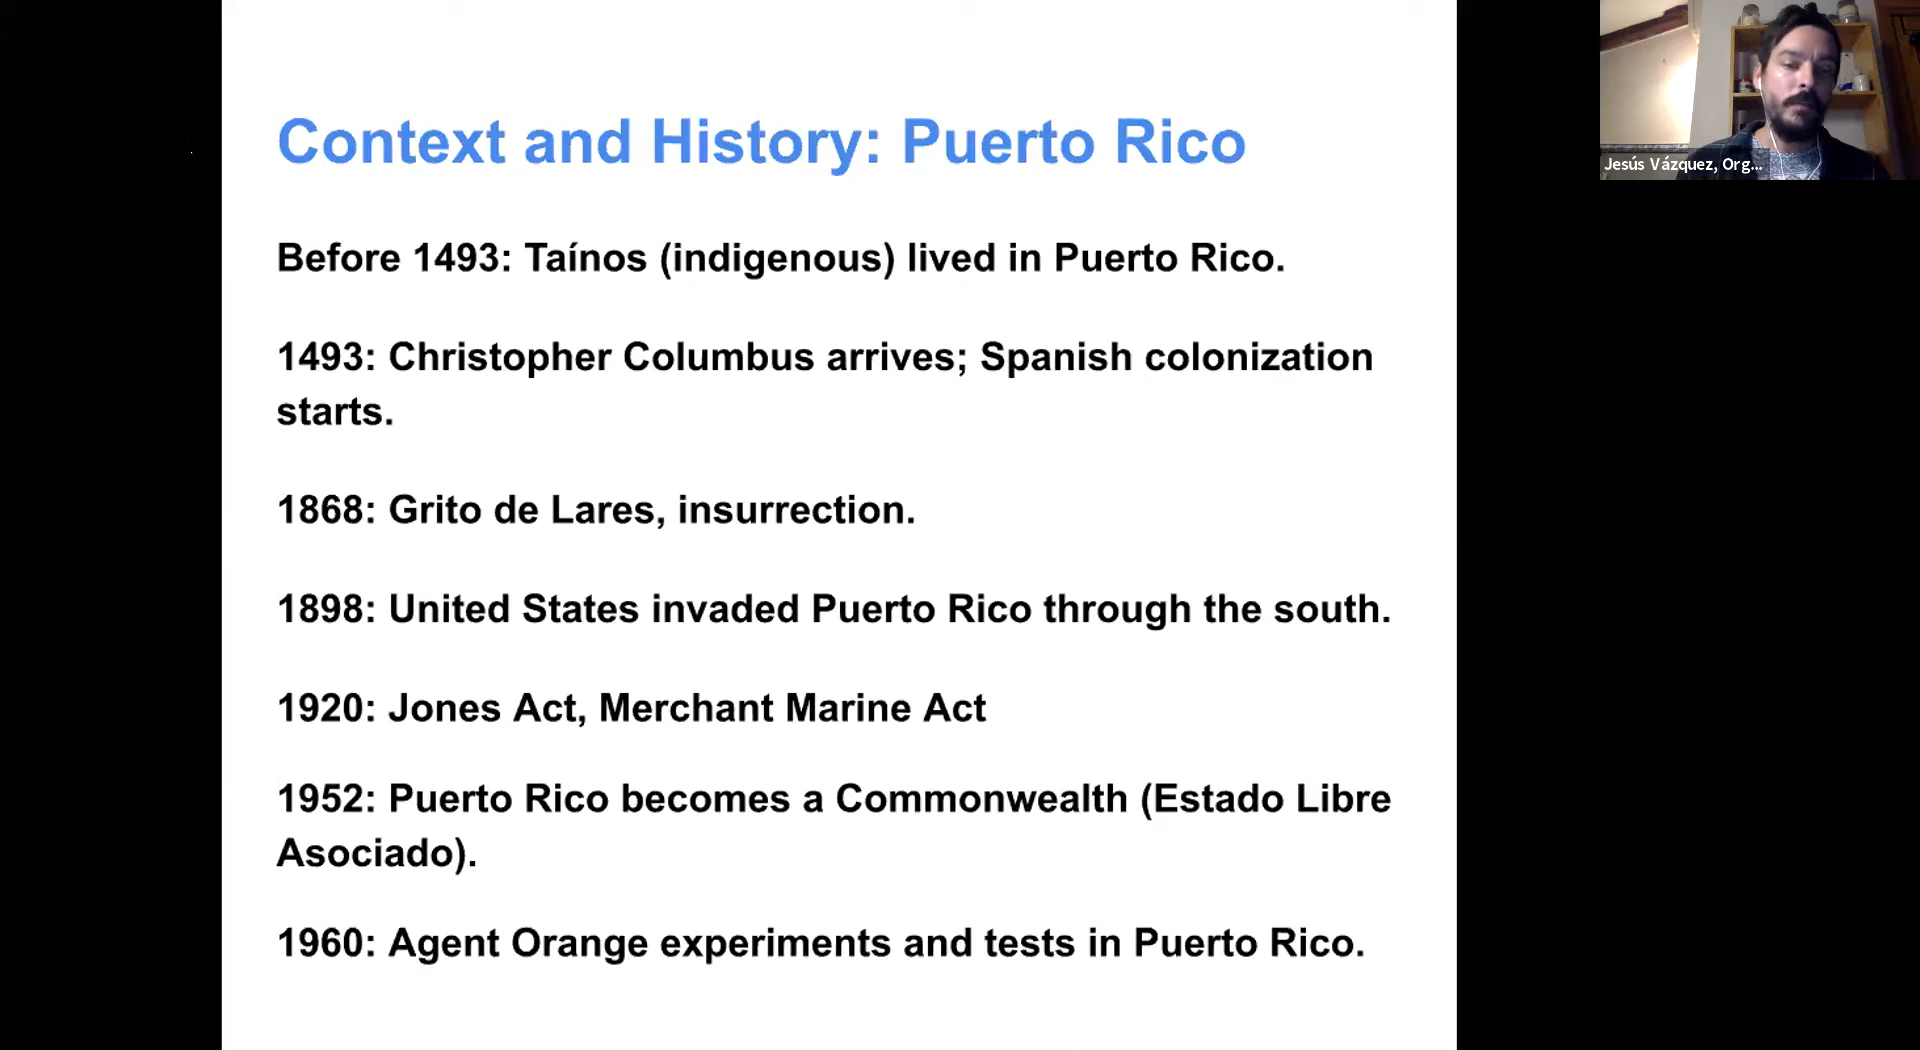 Context and History: Puerto Rico
Before 1493: Taínos (indigenous) lived in Puerto Rico.
1493: Christopher Columbus arrives; Spanish colonization
starts.
1868: Grito de Lares, insurrection.
1898: United States invaded Puerto Rico through the south.
1920: Jones Act, Merchant Marine Act
1952: Puerto Rico becomes a Commonwealth (Estado Libre
Asociado).
1960: Agent Orange experiments and tests in Puerto Rico.
Jesús Vázquez, Org...